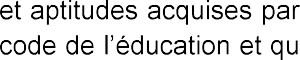 et aptitudes acquises par
code de l'éducation et qu